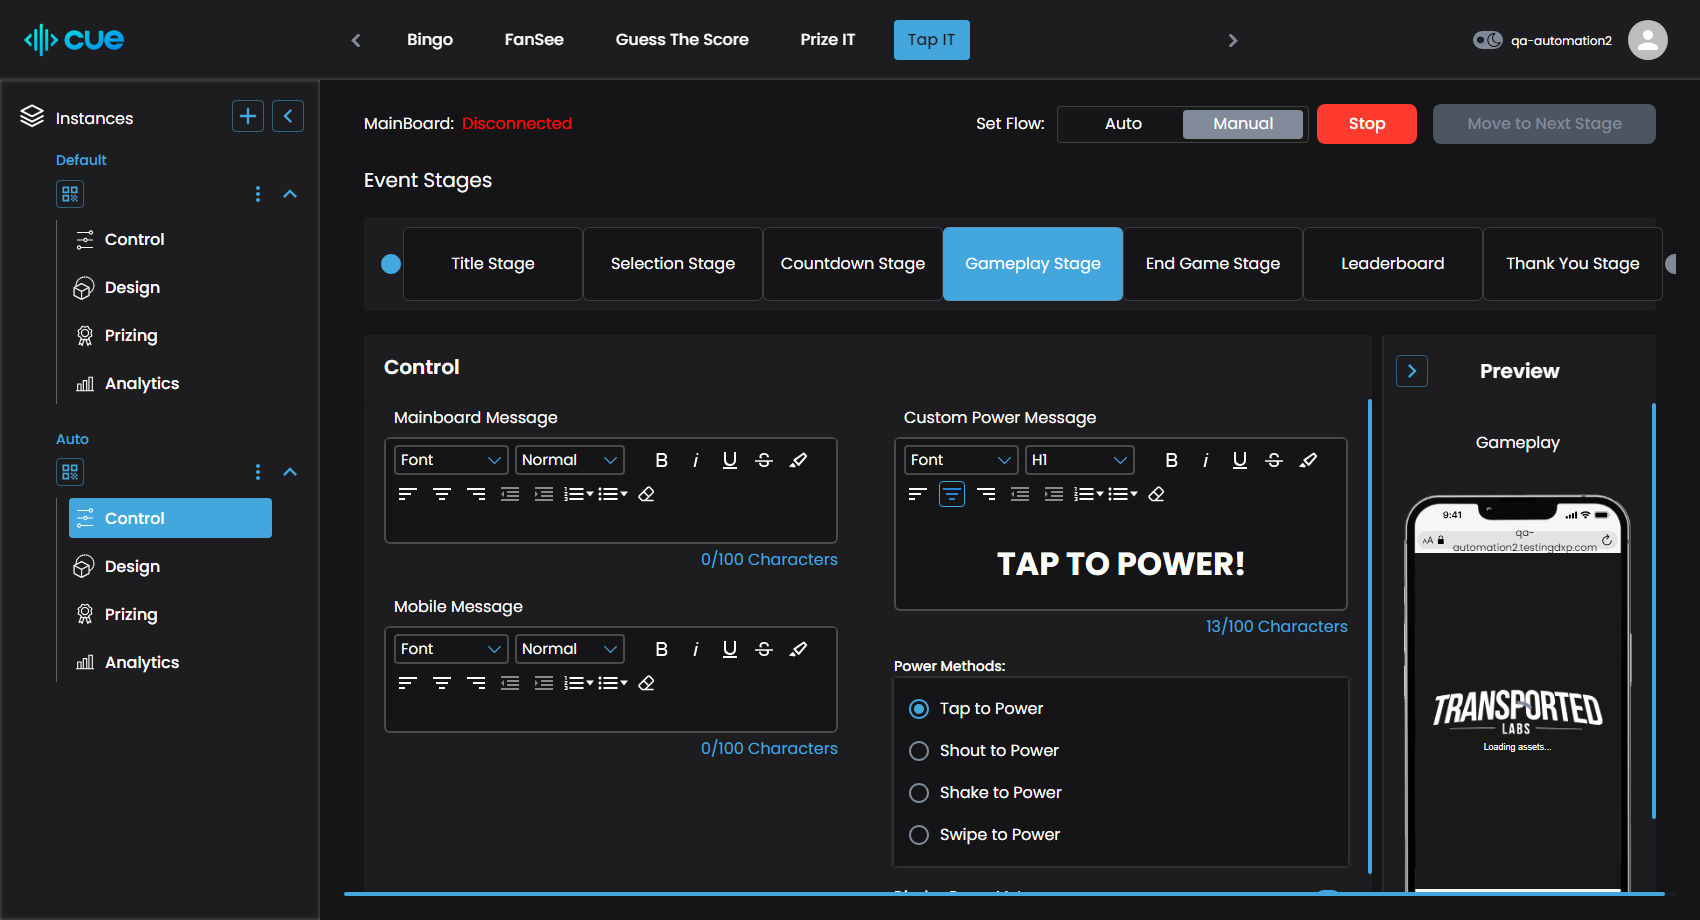 cue
Bingo
FanSee
Guess The Score
Prize IT
Tap IT
qa-automation2
Instances
Default
Control
Design
Prizing
Analytics
Auto
Control
Design
Prizing
Analytics
MainBoard: Disconnected
Set Flow:
Auto
Manual
Stop
Move to Next Stage
Event Stages
Title Stage
Selection Stage
Countdown Stage
Gameplay Stage
End Game Stage
Leaderboard
Thank You Stage
Control
Mainboard Message
Font
Normal
B
i
U
S
0/100 Characters
Mobile Message
Font
Normal
B
i
U
S
0/100 Characters
Custom Power Message
Font
H1
B
i
U
S
TAP TO POWER!
13/100 Characters
Power Methods:
Tap to Power
Shout to Power
Shake to Power
Swipe to Power
Preview
Gameplay
9:41
AA
qa-
automation2.testingdxp.com
TRANSPORTED
LABS
Loading assets...